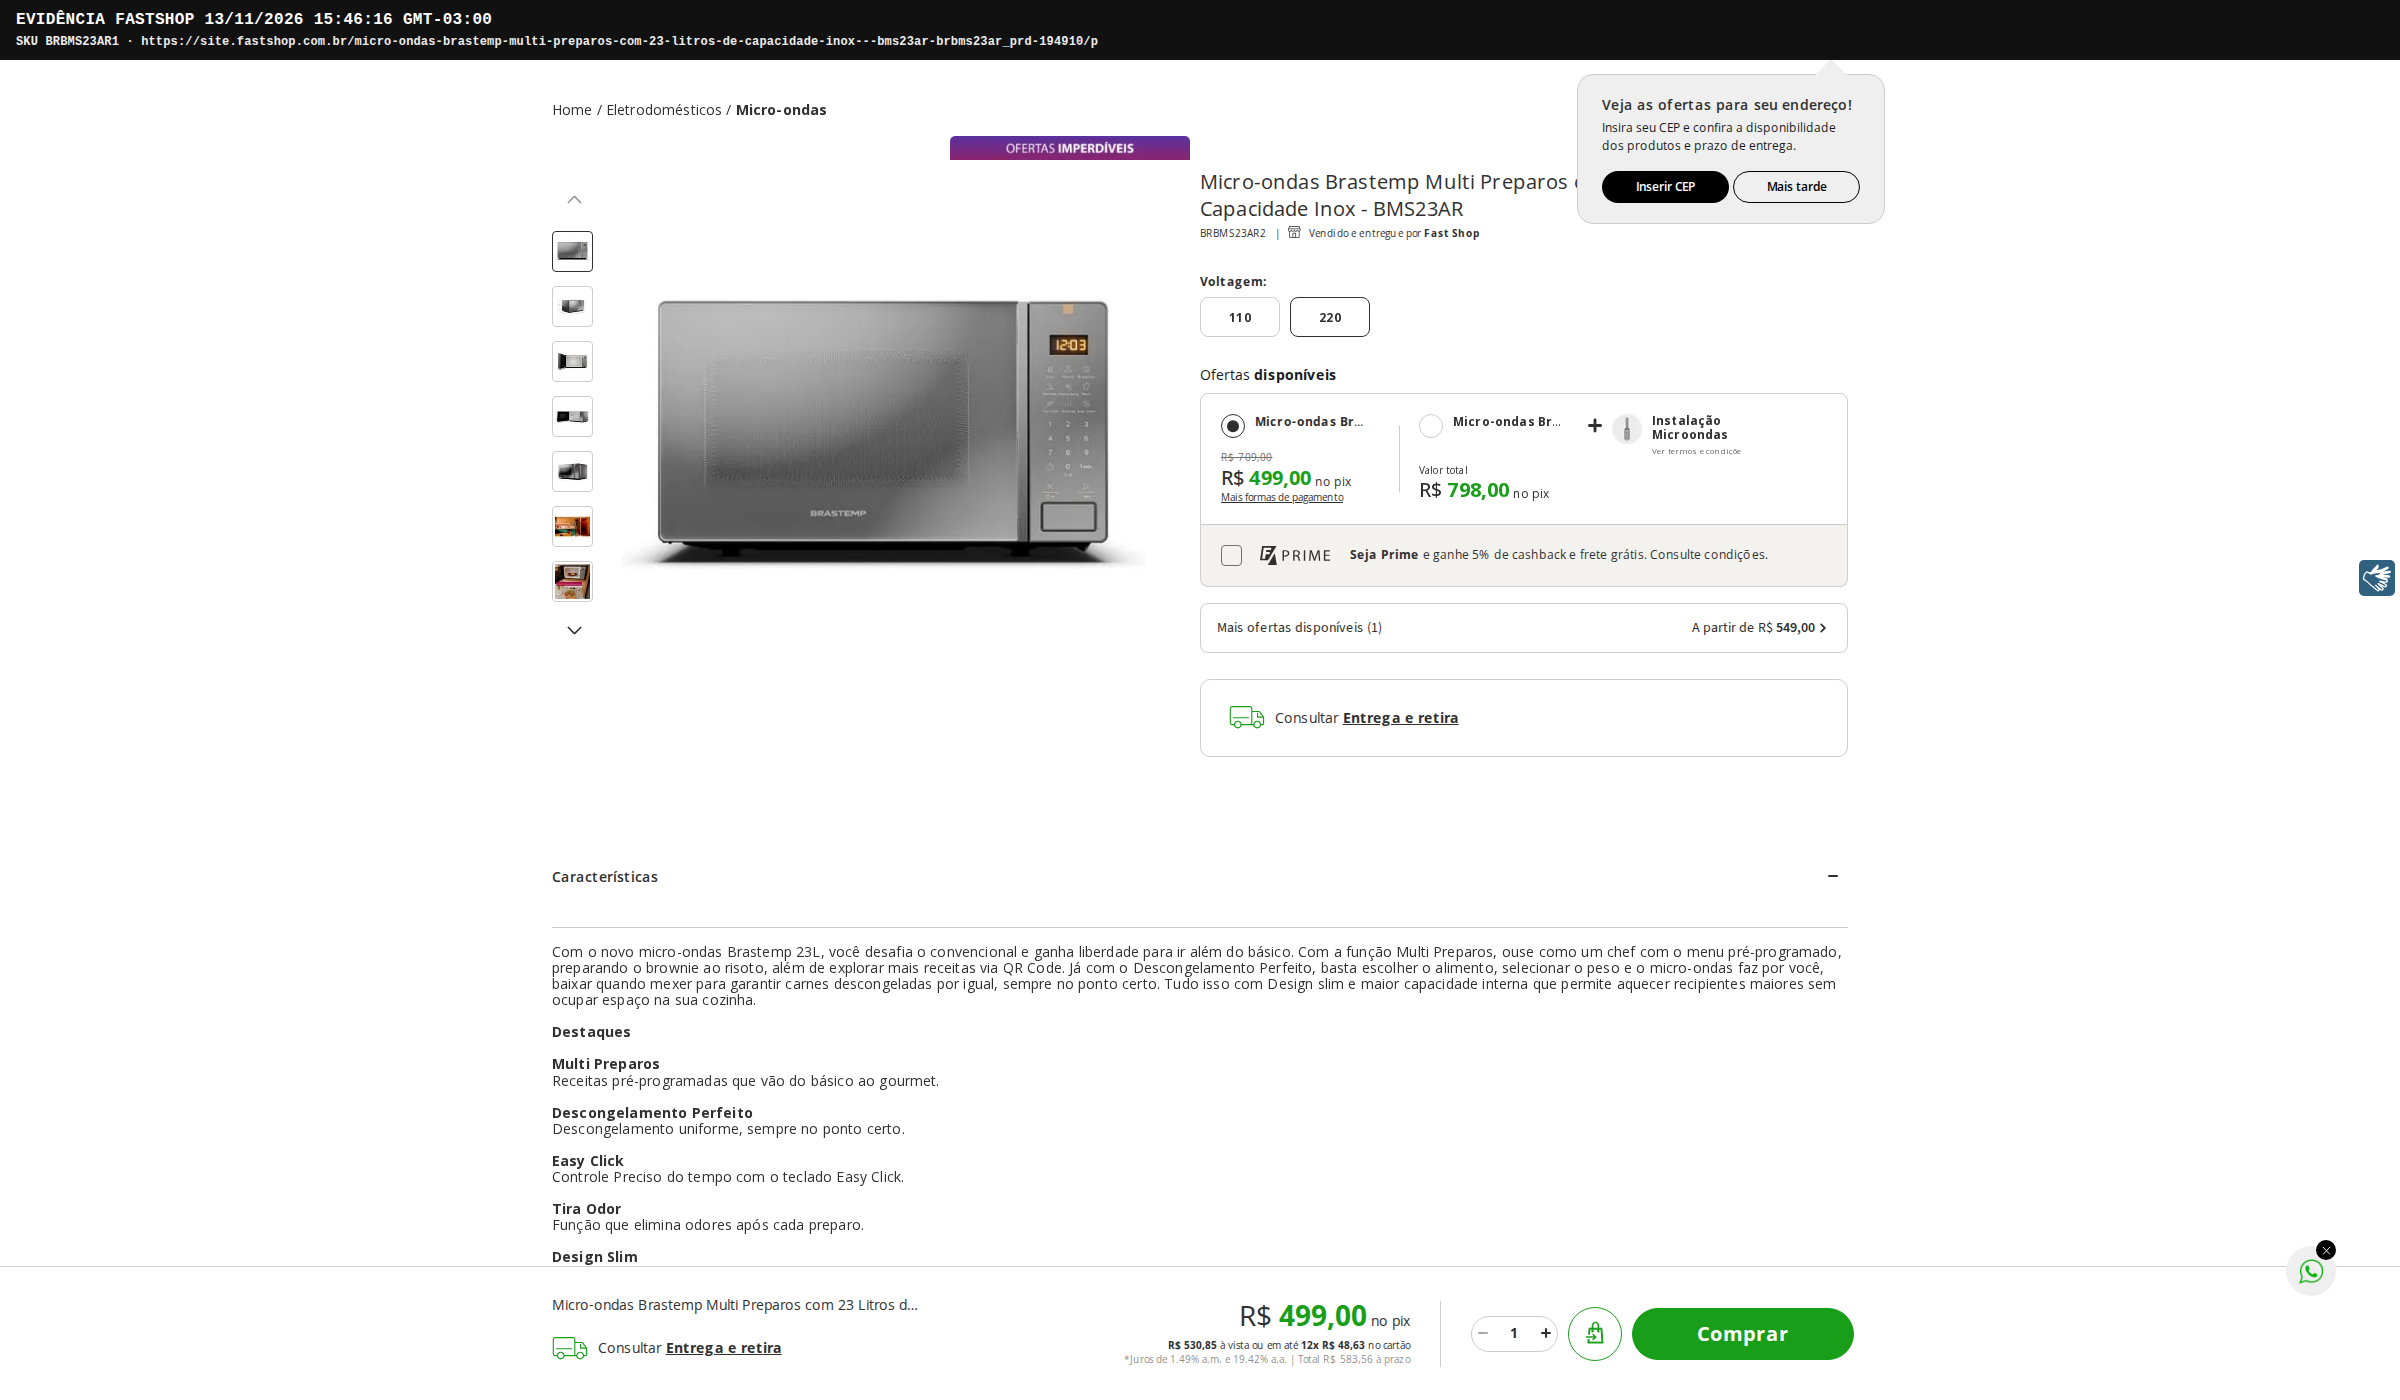 EVIDÊNCIA FASTSHOP 13/11/2026 15:46:16 GMT-03:00
SKU BRBMS23AR1 · https://site.fastshop.com.br/micro-ondas-brastemp-multi-preparos-com-23-litros-de-capacidade-inox---bms23ar-brbms23ar_prd-194910/p
Veja as ofertas para seu endereço!
Insira seu CEP e confira a disponibilidade
dos produtos e prazo de entrega.
Inserir CEP
Mais tarde
Home / Eletrodomésticos / Micro-ondas
OFERTAS IMPERDÍVEIS
Micro-ondas Brastemp Multi Preparos
Capacidade Inox - BMS23AR
BRBMS23AR2 | Vendido e entregue por Fast Shop
Voltagem:
110
220
12:03
BRASTEMP
Ofertas disponíveis
Micro-ondas Br...
R$ 709,00
R$ 499,00 no pix
Mais formas de pagamento
Micro-ondas Br...
+
Instalação
Microondas
Ver termos e condiçõe
Valor total
R$ 798,00 no pix
PRIME
Seja Prime e ganhe 5% de cashback e frete grátis. Consulte condições.
Mais ofertas disponíveis (1)
A partir de R$ 549,00
Consultar Entrega e retira
Características
Com o novo micro-ondas Brastemp 23L, você desafia o convencional e ganha liberdade para ir além do básico. Com a função Multi Preparos, ouse como um chef com o menu pré-programado,
preparando o brownie ao risoto, além de explorar mais receitas via QR Code. Já com o Descongelamento Perfeito, basta escolher o alimento, selecionar o peso e o micro-ondas faz por você,
baixar quando mexer para garantir carnes descongeladas por igual, sempre no ponto certo. Tudo isso com Design slim e maior capacidade interna que permite aquecer recipientes maiores sem
ocupar espaço na sua cozinha.
Destaques
Multi Preparos
Receitas pré-programadas que vão do básico ao gourmet.
Descongelamento Perfeito
Descongelamento uniforme, sempre no ponto certo.
Easy Click
Controle Preciso do tempo com o teclado Easy Click.
Tira Odor
Função que elimina odores após cada preparo.
Design Slim
Micro-ondas Brastemp Multi Preparos com 23 Litros d...
Consultar Entrega e retira
R$ 499,00 no pix
R$ 530,85 à vista ou em até 12x R$ 48,63 no cartão
*Juros de 1.49% a.m. e 19.42% a.a. | Total R$ 583,56 à prazo
− 1 +
Comprar